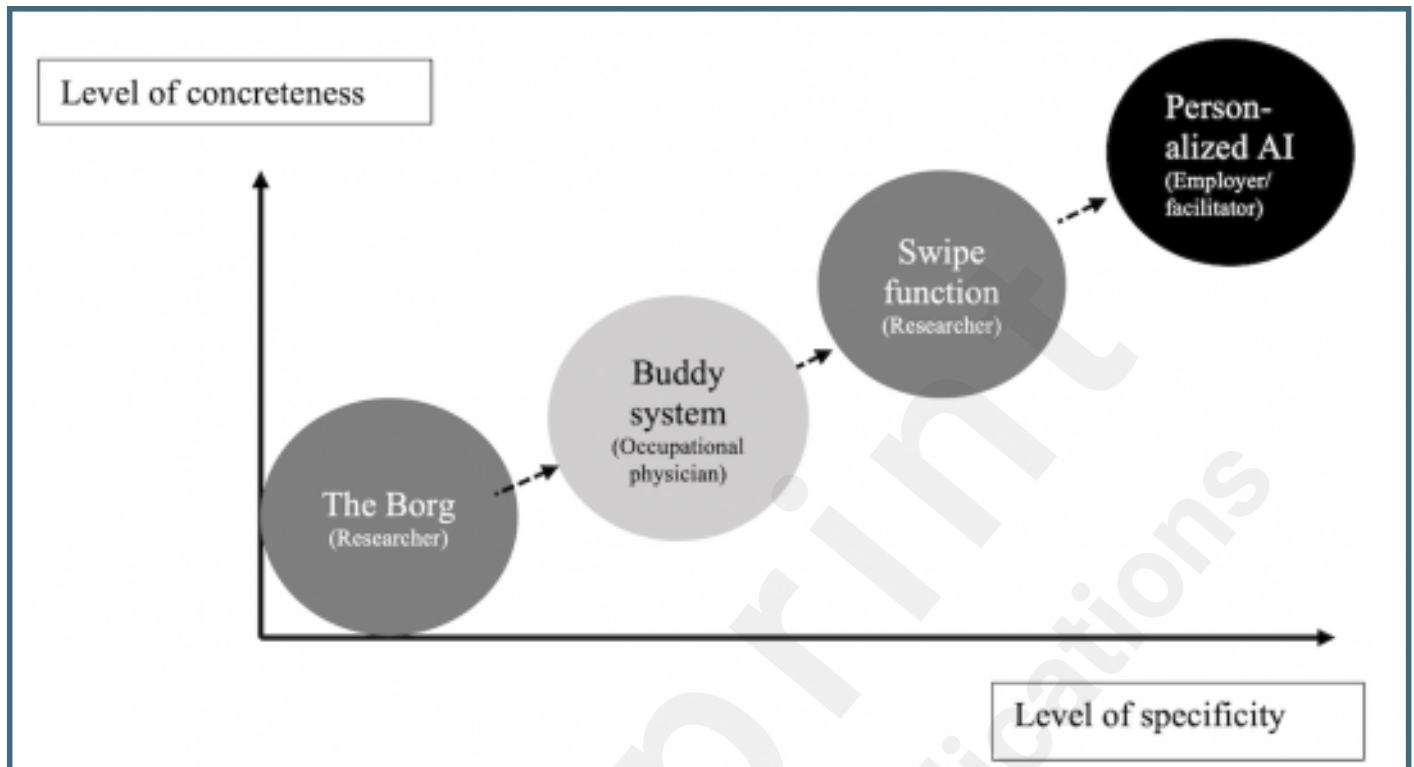 Level of concreteness
Person-
alized AI
(Employer/
facilitator)
Swipe
function
(Researcher)
Buddy
system
(Occupational
physician)
The Borg
(Researcher)
Level of specificity
print